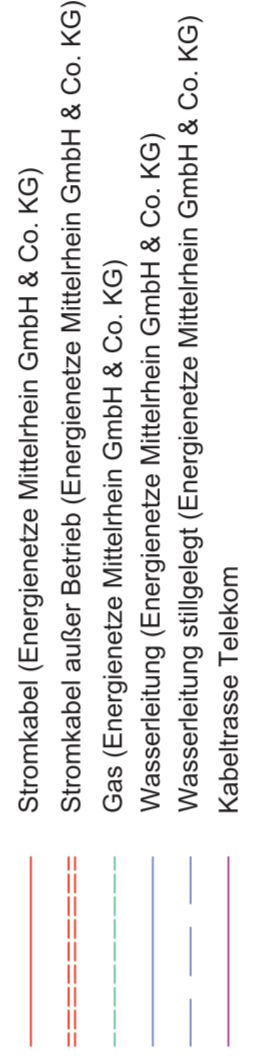 Stromkabel (Energienetze Mittelrhein GmbH & Co. KG)
Stromkabel außer Betrieb (Energienetze Mittelrhein GmbH & Co. KG)
Gas (Energienetze Mittelrhein GmbH & Co. KG)
Wasserleitung (Energienetze Mittelrhein GmbH & Co. KG)
Wasserleitung stillgelegt (Energienetze Mittelrhein GmbH & Co. KG)
Kabeltrasse Telekom